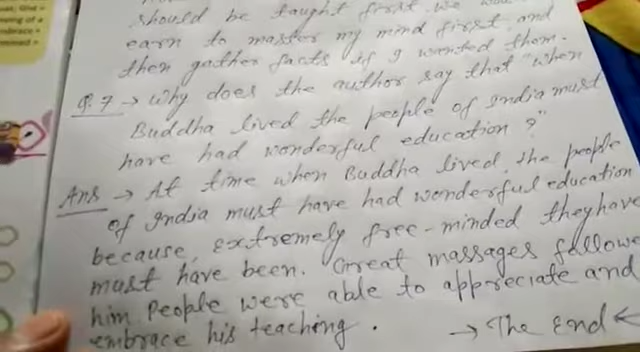 should be taught first. we wou
earn to master my mind first and
then gather facts if I wanted them.
Q.7 → Why does the author say that "when
Buddha lived the people of India must
have had wonderful education ?"
Ans → At time when Buddha lived, the people
of India must have had wonderful education
because, extremely free-minded they have
must have been. Great massages followe
him People were able to appreciate and
embrace his teaching.
→ The End ←